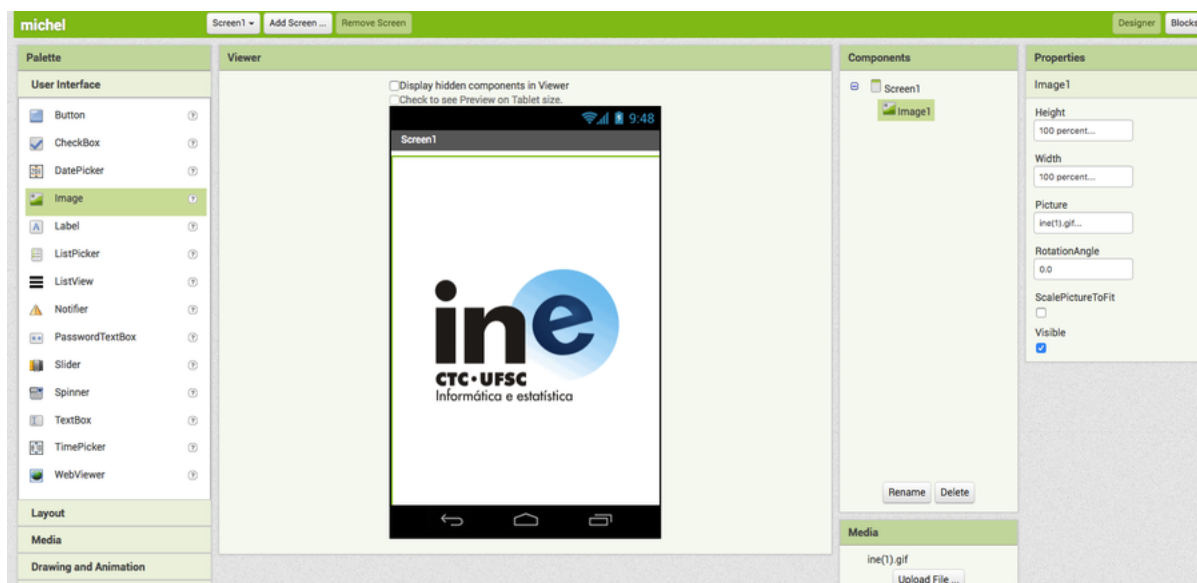 michel
Screen1
Add Screen ...
Remove Screen
Designer
Blocks
Palette
User Interface
Button
CheckBox
DatePicker
Image
Label
ListPicker
ListView
Notifier
PasswordTextBox
Slider
Spinner
TextBox
TimePicker
WebViewer
Layout
Media
Drawing and Animation
Viewer
Display hidden components in Viewer
Check to see Preview on Tablet size.
9:48
Screen1
ine
CTC·UFSC
Informática e estatística
Components
Screen1
Image1
Rename
Delete
Media
ine(1).gif
Upload File ...
Properties
Image1
Height
100 percent...
Width
100 percent...
Picture
ine(1).gif...
RotationAngle
0.0
ScalePictureToFit
Visible